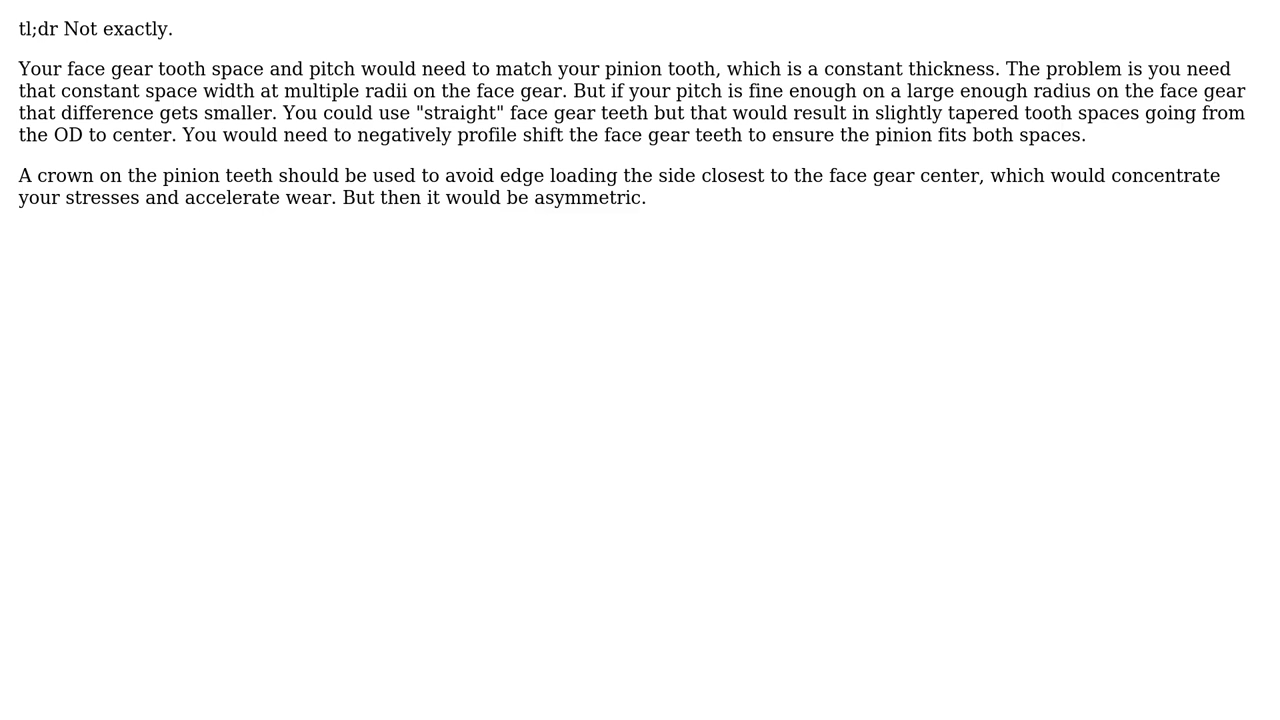 tl;dr Not exactly.
Your face gear tooth space and pitch would need to match your pinion tooth, which is a constant thickness. The problem is you need
that constant space width at multiple radii on the face gear. But if your pitch is fine enough on a large enough radius on the face gear
that difference gets smaller. You could use "straight" face gear teeth but that would result in slightly tapered tooth spaces going from
the OD to center. You would need to negatively profile shift the face gear teeth to ensure the pinion fits both spaces.
A crown on the pinion teeth should be used to avoid edge loading the side closest to the face gear center, which would concentrate
your stresses and accelerate wear. But then it would be asymmetric.